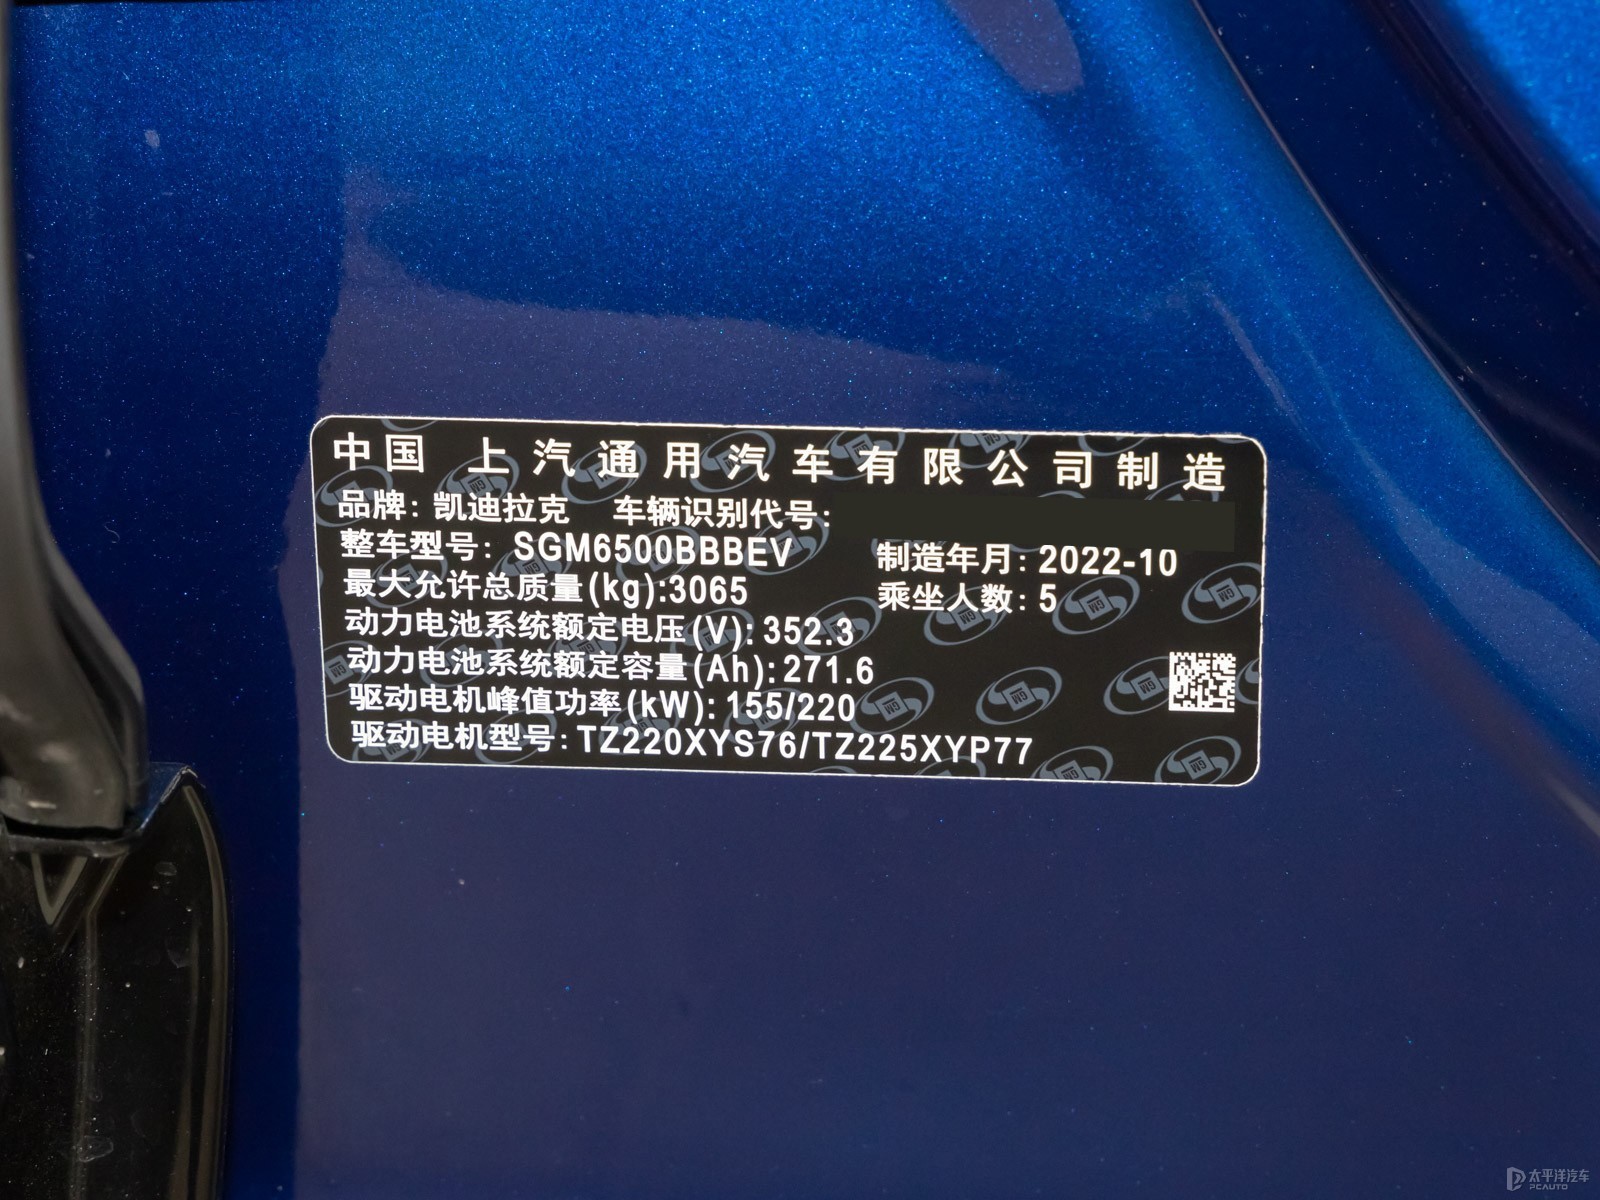 中国 上汽通用汽车有限公司制造
品牌: 凯迪拉克 车辆识别代号:
整车型号: SGM6500BBBEV 制造年月: 2022-10
最大允许总质量(kg):3065 乘坐人数: 5
动力电池系统额定电压(V): 352.3
动力电池系统额定容量(Ah):271.6
驱动电机峰值功率(kW): 155/220
驱动电机型号: TZ220XYS76/TZ225XYP77
太平洋汽车
PCAUTO